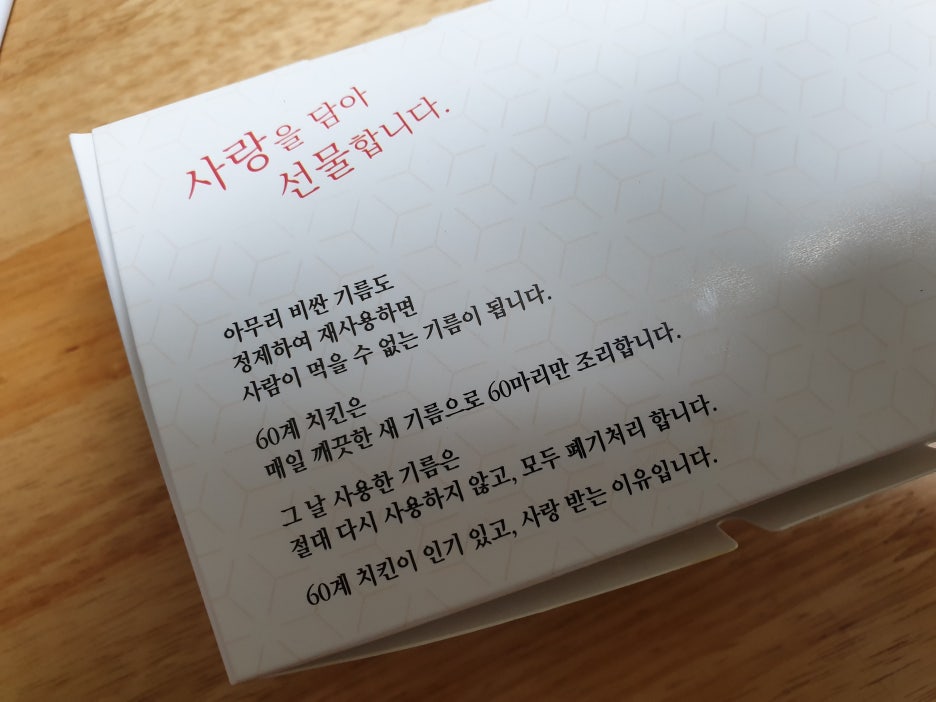 사랑을 담아
선물합니다.
아무리 비싼 기름도
정제하여 재사용하면
사람이 먹을 수 없는 기름이 됩니다.
60계 치킨은
매일 깨끗한 새 기름으로 60마리만 조리합니다.
그 날 사용한 기름은
절대 다시 사용하지 않고, 모두 폐기처리 합니다.
60계 치킨이 인기 있고, 사랑 받는 이유입니다.